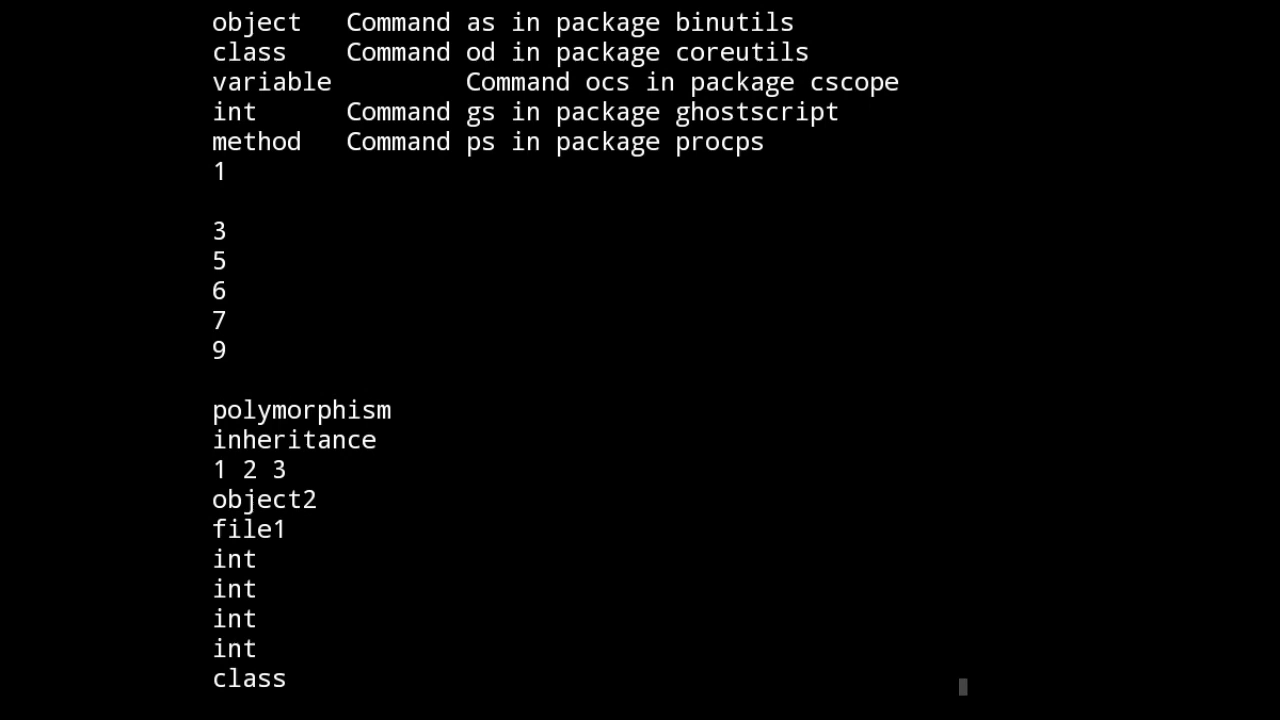 object   Command as in package binutils
class    Command od in package coreutils
variable         Command ocs in package cscope
int      Command gs in package ghostscript
method   Command ps in package procps
1
3
5
6
7
9
polymorphism
inheritance
1 2 3
object2
file1
int
int
int
int
class